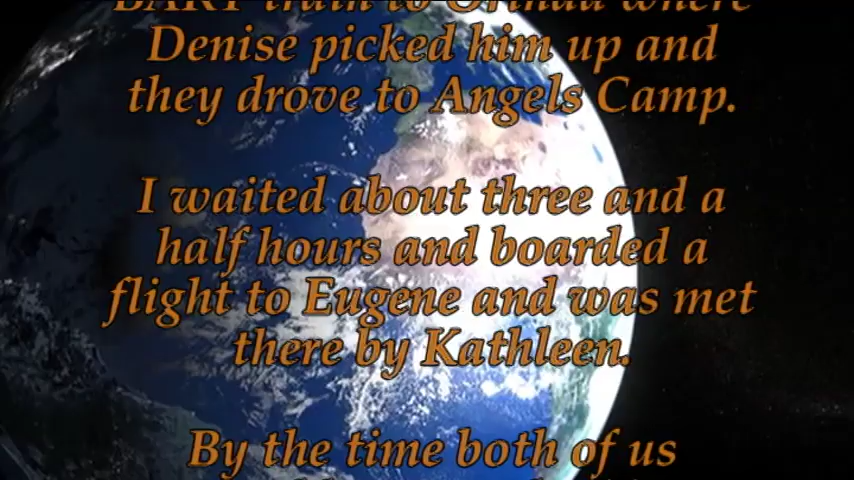 BART train to Orinda where
Denise picked him up and
they drove to Angels Camp.
I waited about three and a
half hours and boarded a
flight to Eugene and was met
there by Kathleen.
By the time both of us